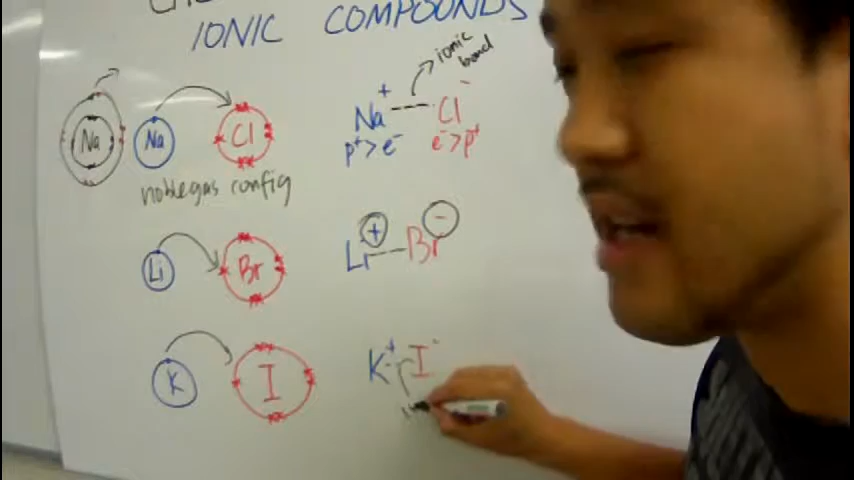 IONIC COMPOUNDS
ionic
bond
Na Na Cl
Na⁺ --- Cl⁻
p⁺>e⁻ e⁻>p⁺
noble gas config
Li Br
Li⁺ --- Br⁻
K I
K⁺ I⁻